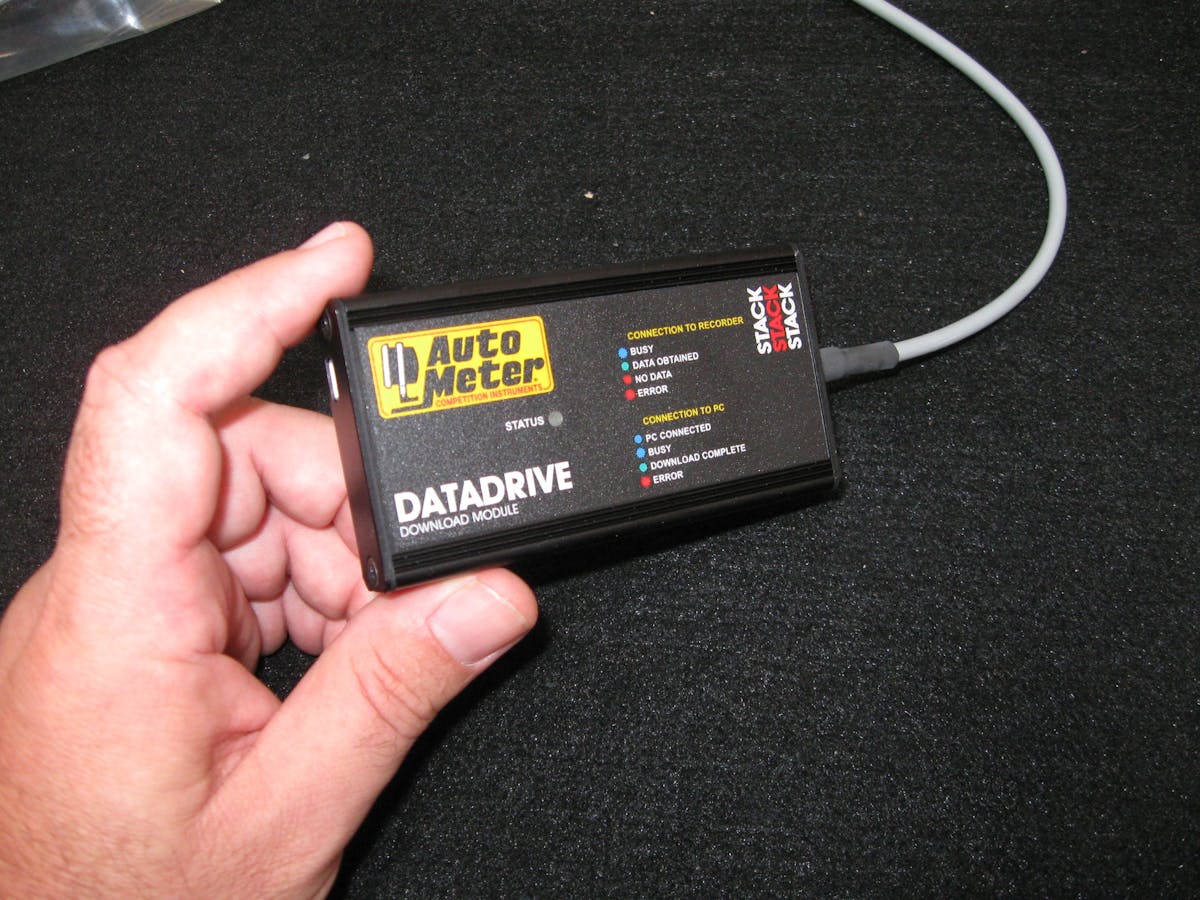 Auto
Meter
COMPETITION INSTRUMENTS
STATUS
DATADRIVE
DOWNLOAD MODULE
CONNECTION TO RECORDER
BUSY
DATA OBTAINED
NO DATA
ERROR
CONNECTION TO PC
PC CONNECTED
BUSY
DOWNLOAD COMPLETE
ERROR
STACK
STACK
STACK